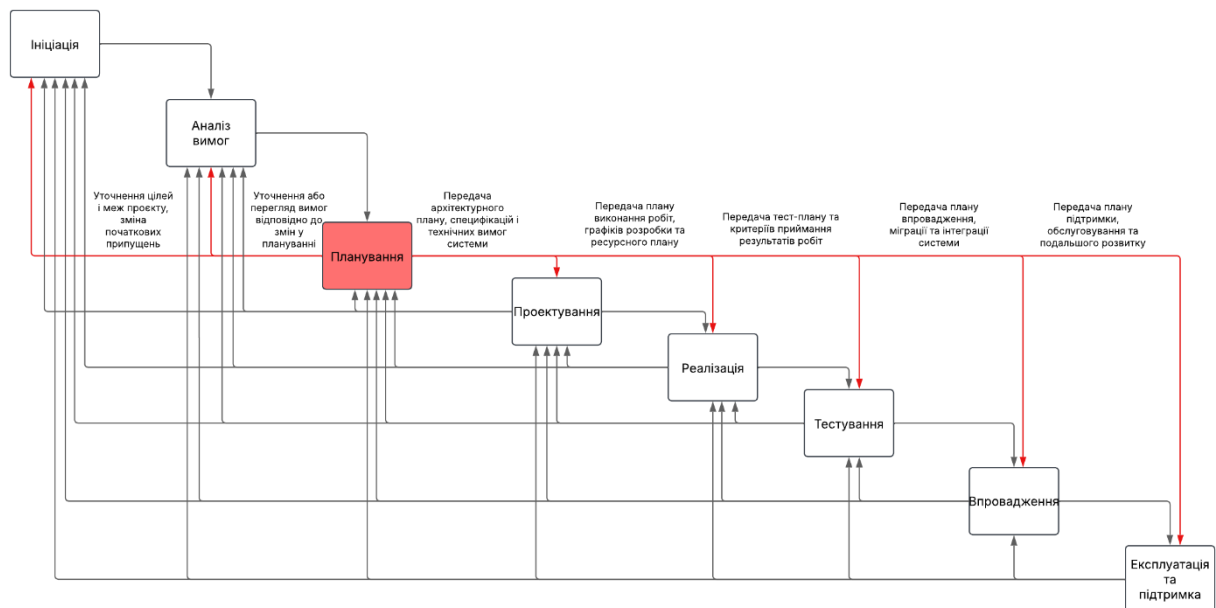 Ініціація
Аналіз
вимог
Уточнення цілей
і меж проєкту,
зміна
початкових
припущень
Уточнення або
перегляд вимог
відповідно до
змін у
плануванні
Передача
архітектурного
плану, специфікацій і
технічних вимог
системи
Передача плану
виконання робіт,
графіків розробки та
ресурсного плану
Передача тест-плану та
критеріїв приймання
результатів робіт
Передача плану
впровадження,
міграції та інтеграції
системи
Передача плану
підтримки,
обслуговування та
подальшого розвитку
Планування
Проектування
Реалізація
Тестування
Впровадження
Експлуатація
та
підтримка